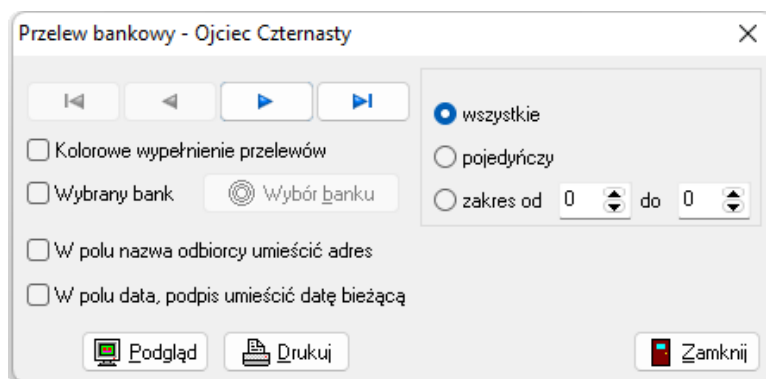 Przelew bankowy - Ojciec Czternasty
Kolorowe wypełnienie przelewów
Wybrany bank Wybór banku
W polu nazwa odbiorcy umieścić adres
W polu data, podpis umieścić datę bieżącą
wszystkie
pojedyńczy
zakres od 0 do 0
Podgląd Drukuj Zamknij